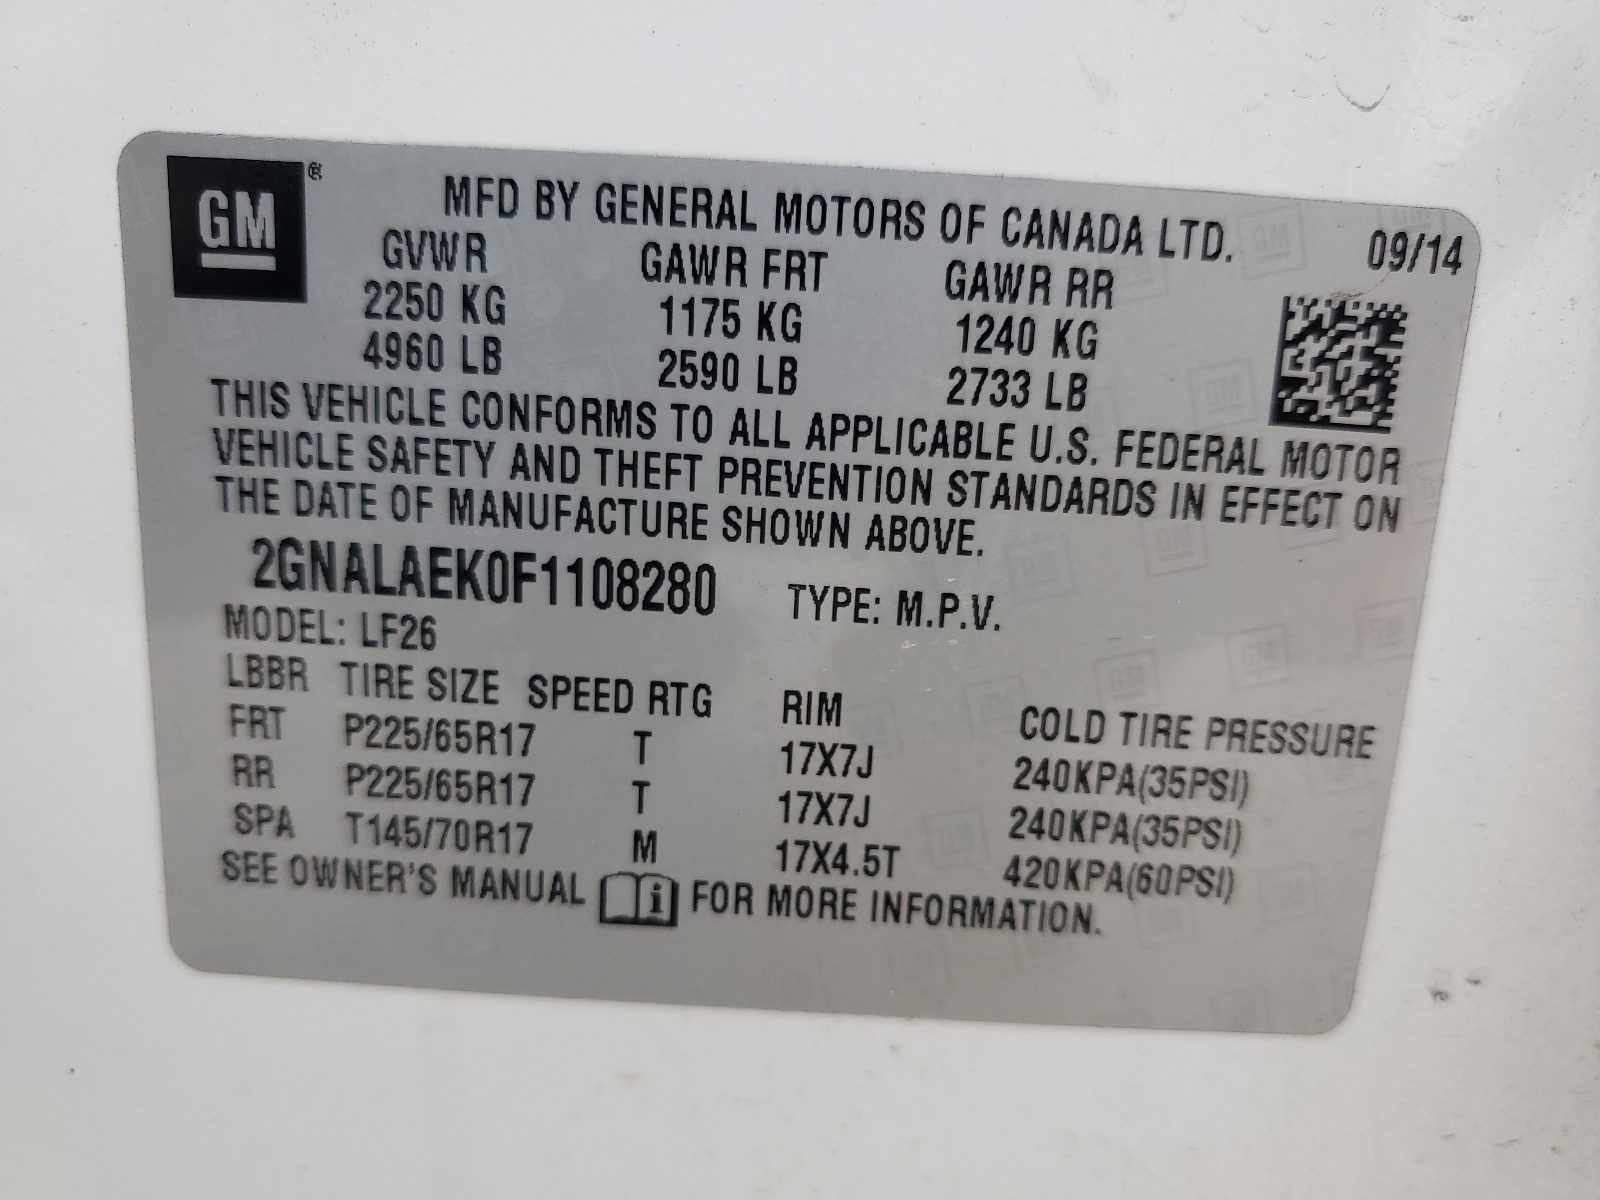 GM ®
MFD BY GENERAL MOTORS OF CANADA LTD. 09/14
GVWR GAWR FRT GAWR RR
2250 KG 1175 KG 1240 KG
4960 LB 2590 LB 2733 LB
THIS VEHICLE CONFORMS TO ALL APPLICABLE U.S. FEDERAL MOTOR
VEHICLE SAFETY AND THEFT PREVENTION STANDARDS IN EFFECT ON
THE DATE OF MANUFACTURE SHOWN ABOVE.
2GNALAEK0F1108280 TYPE: M.P.V.
MODEL: LF26
LBBR TIRE SIZE SPEED RTG RIM COLD TIRE PRESSURE
FRT P225/65R17 T 17X7J 240KPA(35PSI)
RR P225/65R17 T 17X7J 240KPA(35PSI)
SPA T145/70R17 M 17X4.5T 420KPA(60PSI)
SEE OWNER'S MANUAL i FOR MORE INFORMATION.